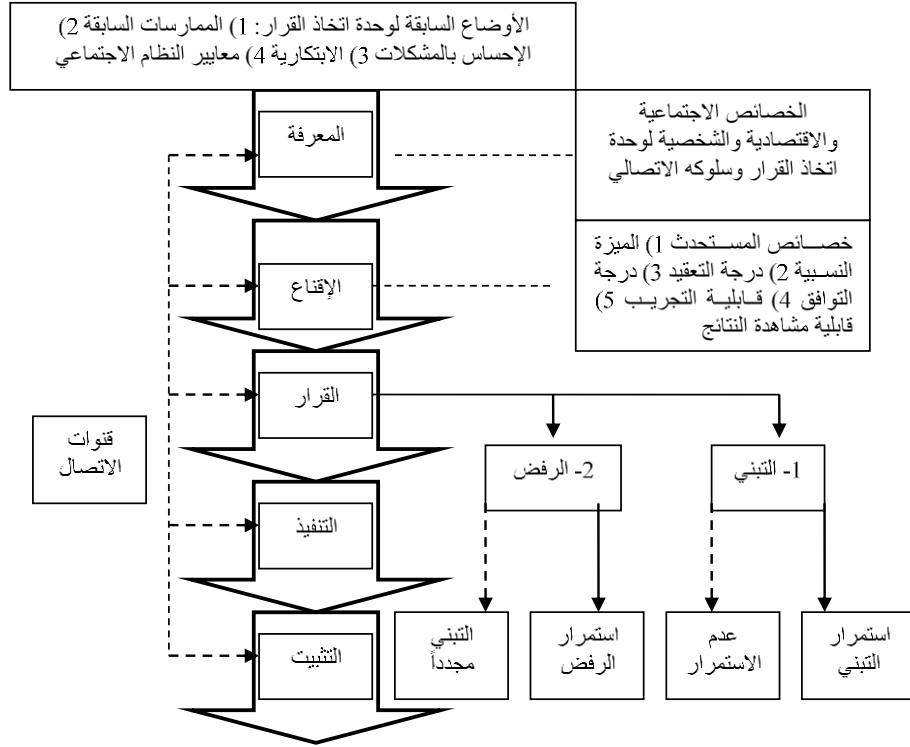 الأوضاع السابقة لوحدة اتخاذ القرار: 1) الممارسات السابقة 2)
الإحساس بالمشكلات 3) الابتكارية 4) معايير النظام الاجتماعي
المعرفة
الخصائص الاجتماعية
والاقتصادية والشخصية لوحدة
اتخاذ القرار وسلوكه الاتصالي
الإقناع
خصائص المستحدث 1) الميزة
النسبية 2) درجة التعقيد 3) درجة
التوافق 4) قابلية التجريب 5)
قابلية مشاهدة النتائج
القرار
قنوات
الاتصال
1- التبني
2- الرفض
التنفيذ
استمرار
التبني
عدم
الاستمرار
استمرار
الرفض
التبني
مجدداً
التثبيت